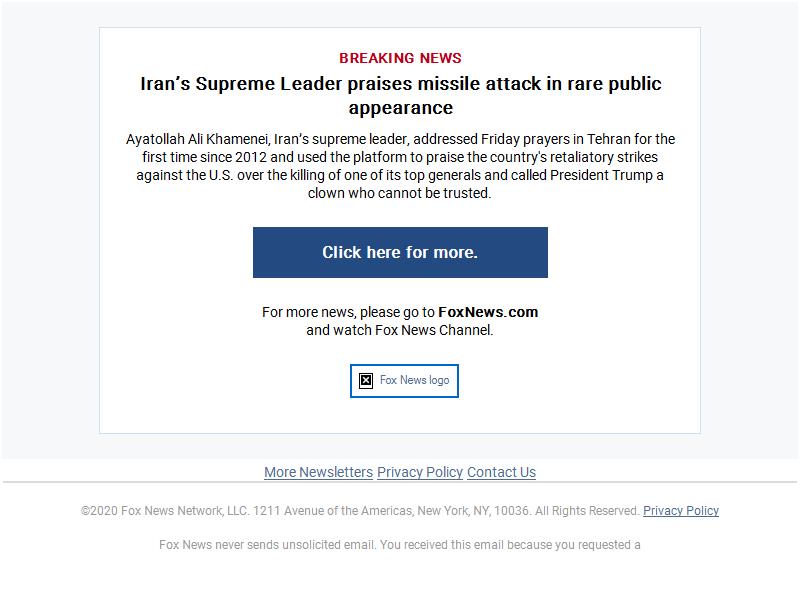 BREAKING NEWS
Iran’s Supreme Leader praises missile attack in rare public
appearance
Ayatollah Ali Khamenei, Iran’s supreme leader, addressed Friday prayers in Tehran for the
first time since 2012 and used the platform to praise the country's retaliatory strikes
against the U.S. over the killing of one of its top generals and called President Trump a
clown who cannot be trusted.
Click here for more.
For more news, please go to FoxNews.com
and watch Fox News Channel.
Fox News logo
More Newsletters Privacy Policy Contact Us
©2020 Fox News Network, LLC. 1211 Avenue of the Americas, New York, NY, 10036. All Rights Reserved. Privacy Policy
Fox News never sends unsolicited email. You received this email because you requested a